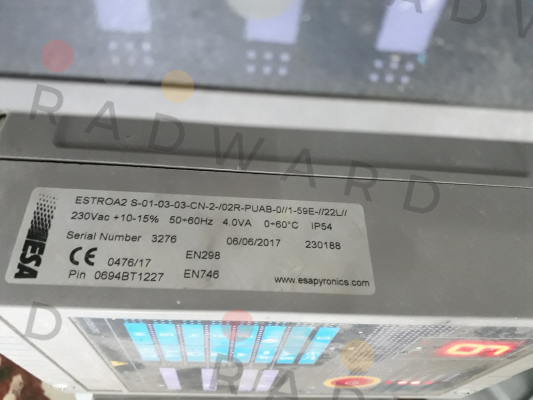 RADWARD
ESTROA2 S-01-03-03-CN-2-/02R-PUAB-0//1-59E-//22L//
230Vac +10-15% 50÷60Hz 4.0VA 0÷60°C IP54
Serial Number 3276 06/06/2017 230188
CE 0476/17 EN298
Pin 0694BT1227 EN746
www.esapyronics.com
ESA
RADWARD